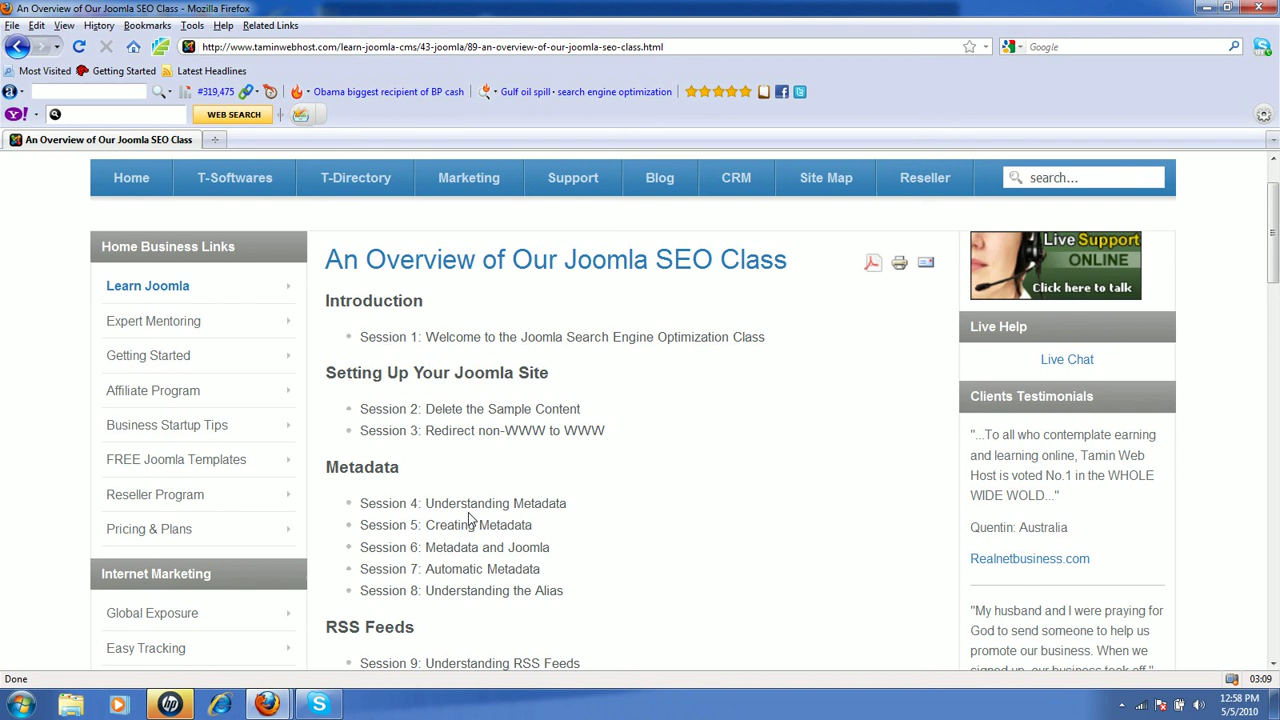 An Overview of Our Joomla SEO Class - Mozilla Firefox
File Edit View History Bookmarks Tools Help Related Links
http://www.taminwebhost.com/learn-joomla-cms/43-joomla/89-an-overview-of-our-joomla-seo-class.html
Google
Most Visited Getting Started Latest Headlines
#319,475 Obama biggest recipient of BP cash Gulf oil spill - search engine optimization
WEB SEARCH
An Overview of Our Joomla SEO Class
Home T-Softwares T-Directory Marketing Support Blog CRM Site Map Reseller search...
Home Business Links
Learn Joomla
Expert Mentoring
Getting Started
Affiliate Program
Business Startup Tips
FREE Joomla Templates
Reseller Program
Pricing & Plans
Internet Marketing
Global Exposure
Easy Tracking
An Overview of Our Joomla SEO Class
Introduction
Session 1: Welcome to the Joomla Search Engine Optimization Class
Setting Up Your Joomla Site
Session 2: Delete the Sample Content
Session 3: Redirect non-WWW to WWW
Metadata
Session 4: Understanding Metadata
Session 5: Creating Metadata
Session 6: Metadata and Joomla
Session 7: Automatic Metadata
Session 8: Understanding the Alias
RSS Feeds
Session 9: Understanding RSS Feeds
Live Support
ONLINE
Click here to talk
Live Help
Live Chat
Clients Testimonials
"...To all who contemplate earning
and learning online, Tamin Web
Host is voted No.1 in the WHOLE
WIDE WOLD..."
Quentin: Australia
Realnetbusiness.com
"My husband and I were praying for
God to send someone to help us
promote our business. When we
signed up, our business took off."
Done
03:09
12:58 PM
5/5/2010